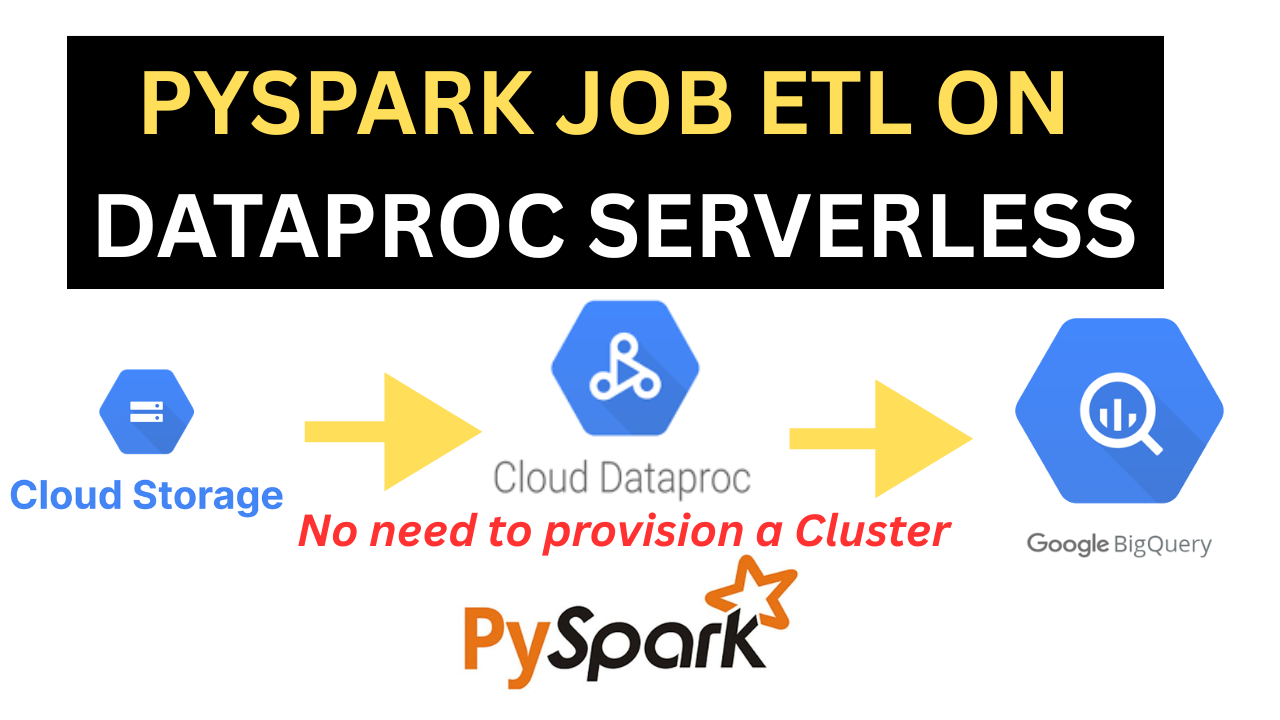 PYSPARK JOB ETL ON
DATAPROC SERVERLESS
Cloud Storage
Cloud Dataproc
No need to provision a Cluster
Google BigQuery
PySpark